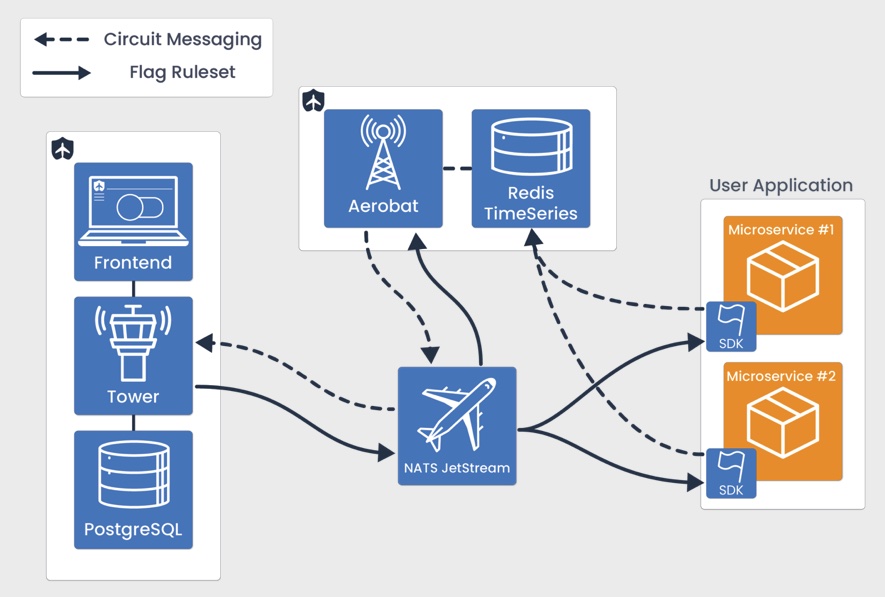 Circuit Messaging
Flag Ruleset
Frontend
Tower
PostgreSQL
Aerobat
Redis
TimeSeries
NATS JetStream
User Application
Microservice #1
SDK
Microservice #2
SDK